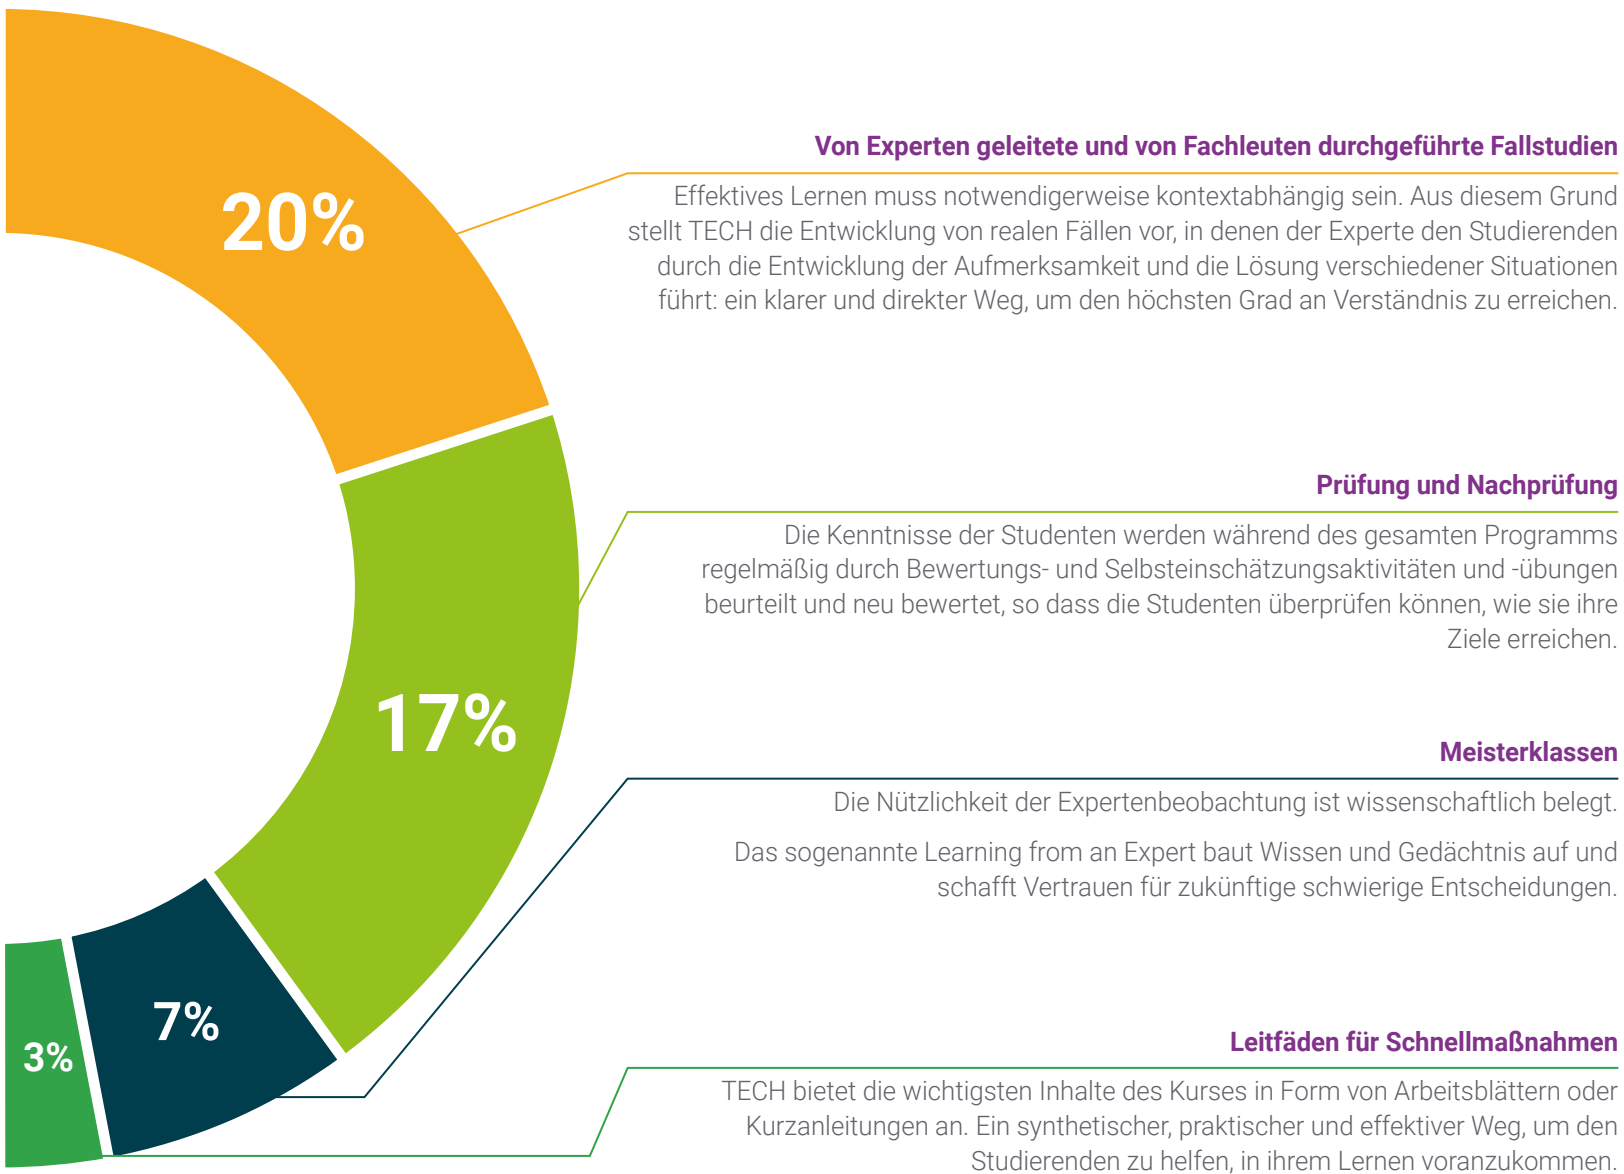 20%
Von Experten geleitete und von Fachleuten durchgeführte Fallstudien
Effektives Lernen muss notwendigerweise kontextabhängig sein. Aus diesem Grund
stellt TECH die Entwicklung von realen Fällen vor, in denen der Experte den Studierenden
durch die Entwicklung der Aufmerksamkeit und die Lösung verschiedener Situationen
führt: ein klarer und direkter Weg, um den höchsten Grad an Verständnis zu erreichen.
17%
Prüfung und Nachprüfung
Die Kenntnisse der Studenten werden während des gesamten Programms
regelmäßig durch Bewertungs- und Selbsteinschätzungsaktivitäten und -übungen
beurteilt und neu bewertet, so dass die Studenten überprüfen können, wie sie ihre
Ziele erreichen.
7%
Meisterklassen
Die Nützlichkeit der Expertenbeobachtung ist wissenschaftlich belegt.
Das sogenannte Learning from an Expert baut Wissen und Gedächtnis auf und
schafft Vertrauen für zukünftige schwierige Entscheidungen.
3%
Leitfäden für Schnellmaßnahmen
TECH bietet die wichtigsten Inhalte des Kurses in Form von Arbeitsblättern oder
Kurzanleitungen an. Ein synthetischer, praktischer und effektiver Weg, um den
Studierenden zu helfen, in ihrem Lernen voranzukommen.